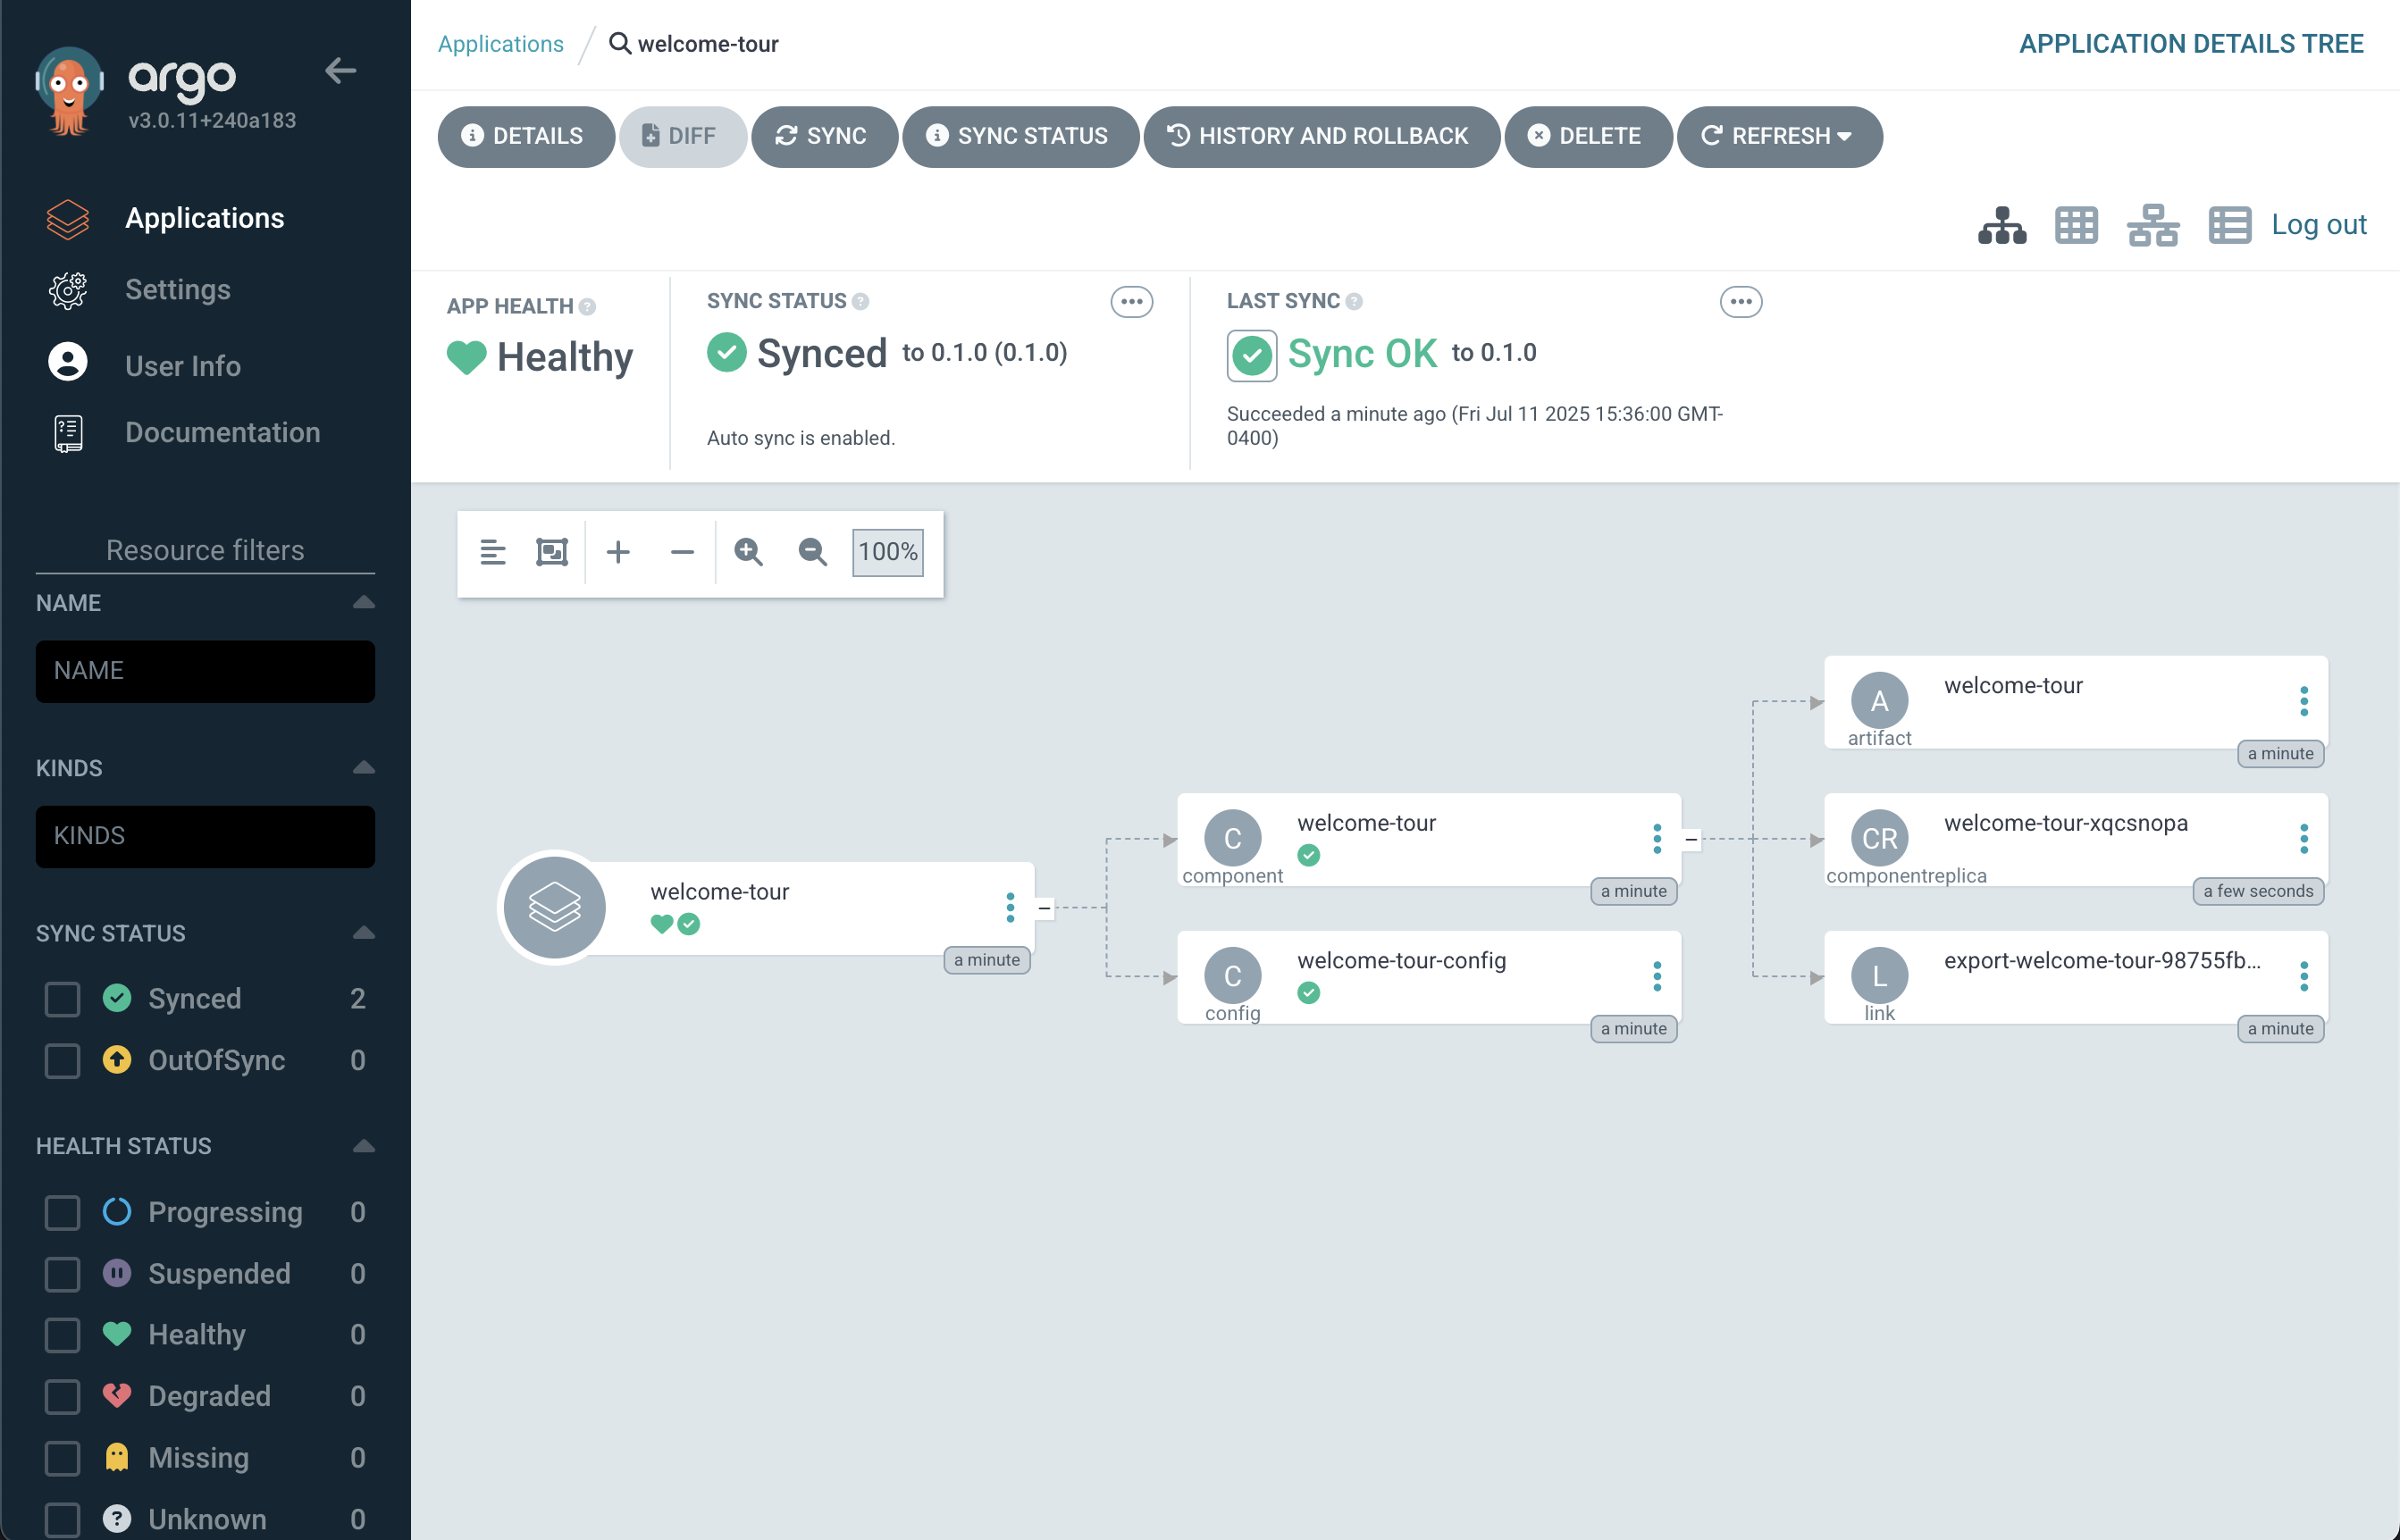 argo
v3.0.11+240a183
Applications
Settings
User Info
Documentation
Resource filters
NAME
NAME
KINDS
KINDS
SYNC STATUS
Synced 2
OutOfSync 0
HEALTH STATUS
Progressing 0
Suspended 0
Healthy 0
Degraded 0
Missing 0
Unknown 0
Applications / welcome-tour
APPLICATION DETAILS TREE
DETAILS DIFF SYNC SYNC STATUS HISTORY AND ROLLBACK DELETE REFRESH
Log out
APP HEALTH
Healthy
SYNC STATUS
Synced to 0.1.0 (0.1.0)
Auto sync is enabled.
LAST SYNC
Sync OK to 0.1.0
Succeeded a minute ago (Fri Jul 11 2025 15:36:00 GMT-
0400)
100%
welcome-tour
a minute
C
component
welcome-tour
a minute
C
config
welcome-tour-config
a minute
A
artifact
welcome-tour
a minute
CR
componentreplica
welcome-tour-xqcsnopa
a few seconds
L
link
export-welcome-tour-98755fb...
a minute